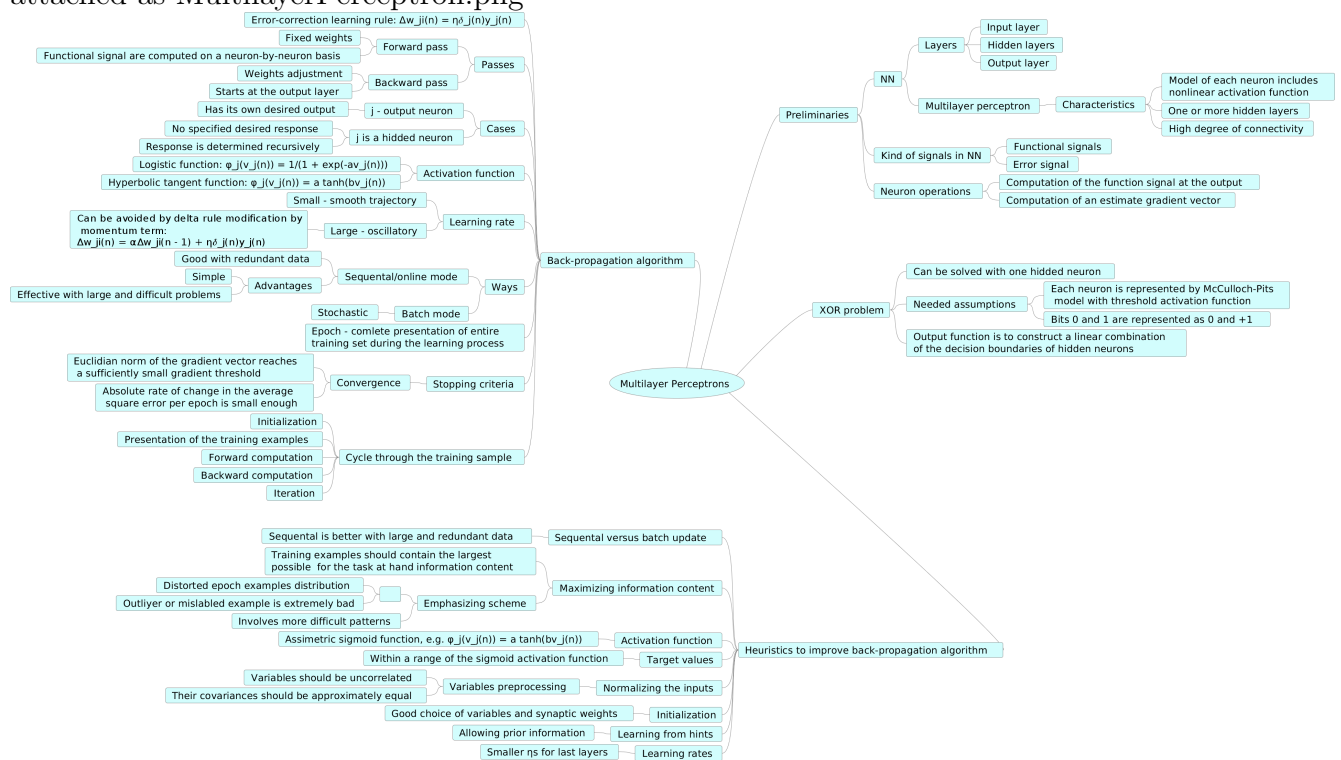 attached as MultilayerPerceptron.png
Error-correction learning rule: Δw_ji(n) = ηδ_j(n)y_j(n)
Fixed weights
Functional signal are computed on a neuron-by-neuron basis
Forward pass
Weights adjustment
Starts at the output layer
Backward pass
Passes
Has its own desired output
j - output neuron
No specified desired response
Response is determined recursively
j is a hidded neuron
Cases
Logistic function: φ_j(v_j(n)) = 1/(1 + exp(-av_j(n)))
Hyperbolic tangent function: φ_j(v_j(n)) = a tanh(bv_j(n))
Activation function
Small - smooth trajectory
Can be avoided by delta rule modification by
momentum term:
Δw_ji(n) = αΔw_ji(n - 1) + ηδ_j(n)y_j(n)
Large - oscillatory
Learning rate
Good with redundant data
Simple
Effective with large and difficult problems
Advantages
Sequental/online mode
Stochastic
Batch mode
Ways
Epoch - comlete presentation of entire
training set during the learning process
Euclidian norm of the gradient vector reaches
a sufficiently small gradient threshold
Absolute rate of change in the average
square error per epoch is small enough
Convergence
Stopping criteria
Initialization
Presentation of the training examples
Forward computation
Backward computation
Iteration
Cycle through the training sample
Back-propagation algorithm
Multilayer Perceptrons
Preliminaries
NN
Layers
Input layer
Hidden layers
Output layer
Multilayer perceptron
Characteristics
Model of each neuron includes
nonlinear activation function
One or more hidden layers
High degree of connectivity
Kind of signals in NN
Functional signals
Error signal
Neuron operations
Computation of the function signal at the output
Computation of an estimate gradient vector
XOR problem
Can be solved with one hidded neuron
Needed assumptions
Each neuron is represented by McCulloch-Pits
model with threshold activation function
Bits 0 and 1 are represented as 0 and +1
Output function is to construct a linear combination
of the decision boundaries of hidden neurons
Sequental is better with large and redundant data
Sequental versus batch update
Training examples should contain the largest
possible for the task at hand information content
Distorted epoch examples distribution
Outliyer or mislabled example is extremely bad
Involves more difficult patterns
Emphasizing scheme
Maximizing information content
Assimetric sigmoid function, e.g. φ_j(v_j(n)) = a tanh(bv_j(n))
Activation function
Within a range of the sigmoid activation function
Target values
Variables should be uncorrelated
Their covariances should be approximately equal
Variables preprocessing
Normalizing the inputs
Good choice of variables and synaptic weights
Initialization
Allowing prior information
Learning from hints
Smaller ηs for last layers
Learning rates
Heuristics to improve back-propagation algorithm